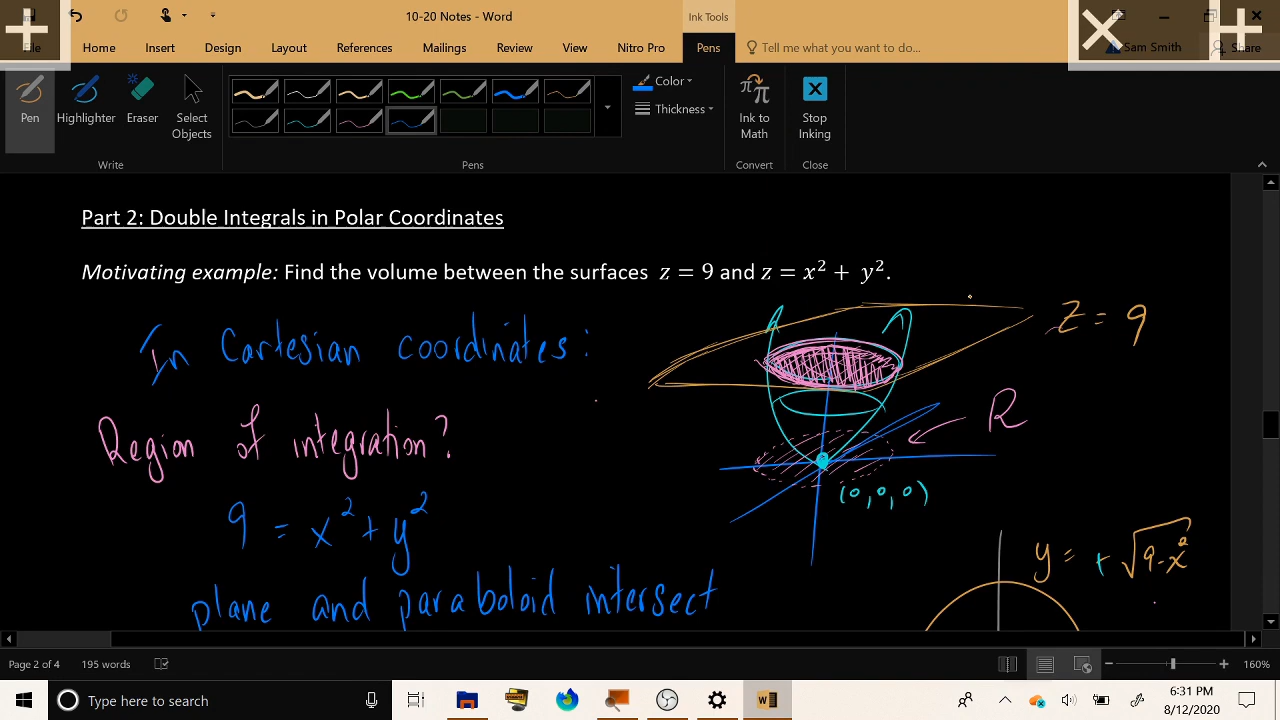 10-20 Notes - Word
Ink Tools
File Home Insert Design Layout References Mailings Review View Nitro Pro Pens Tell me what you want to do... Sam Smith Share
Pen Highlighter Eraser Select Objects
Color
Thickness
Ink to Math
Stop Inking
Write Pens Convert Close
Part 2: Double Integrals in Polar Coordinates
Motivating example: Find the volume between the surfaces z = 9 and z = x² + y².
z = 9
In Cartesian coordinates:
R
Region of integration?
(0,0,0)
9 = x² + y²
y = + √9-x²
plane and paraboloid intersect
Page 2 of 4 195 words 160%
Type here to search
6:31 PM
8/12/2020